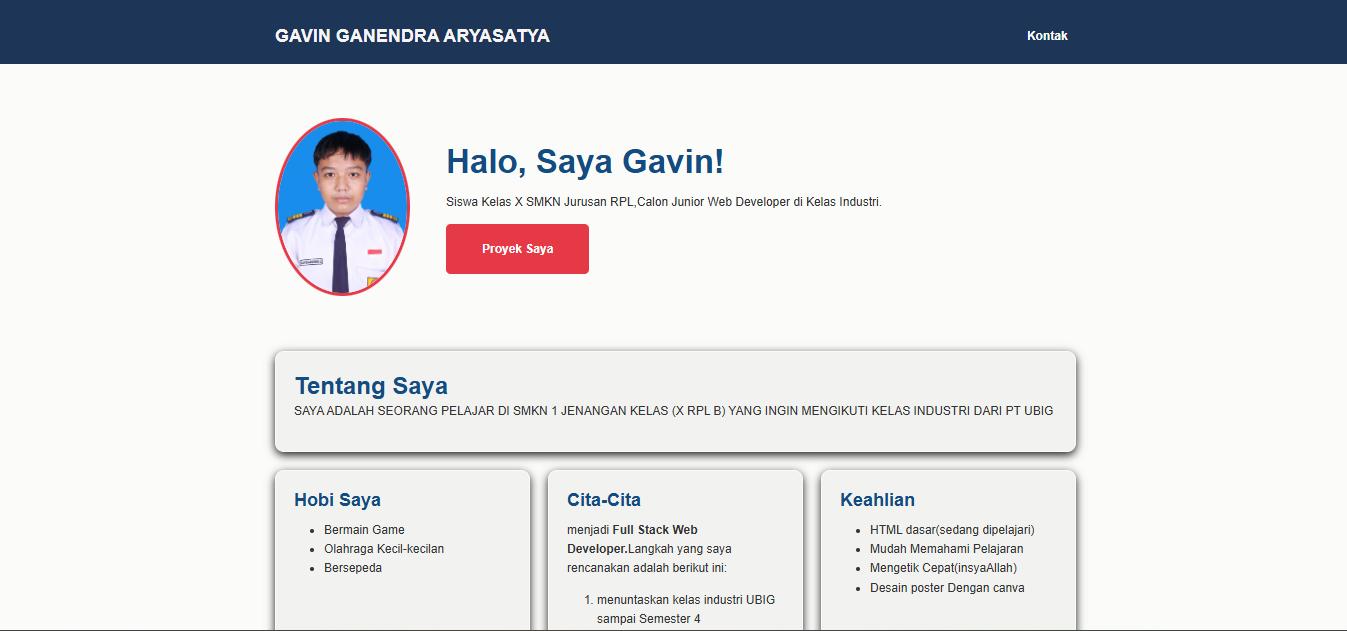 GAVIN GANENDRA ARYASATYA
Kontak
Halo, Saya Gavin!
Siswa Kelas X SMKN Jurusan RPL,Calon Junior Web Developer di Kelas Industri.
Proyek Saya
Tentang Saya
SAYA ADALAH SEORANG PELAJAR DI SMKN 1 JENANGAN KELAS (X RPL B) YANG INGIN MENGIKUTI KELAS INDUSTRI DARI PT UBIG
Hobi Saya
• Bermain Game
• Olahraga Kecil-kecilan
• Bersepeda
Cita-Cita
menjadi Full Stack Web
Developer.Langkah yang saya
rencanakan adalah berikut ini:
1. menuntaskan kelas industri UBIG
sampai Semester 4
Keahlian
• HTML dasar(sedang dipelajari)
• Mudah Memahami Pelajaran
• Mengetik Cepat(insyaAllah)
• Desain poster Dengan canva